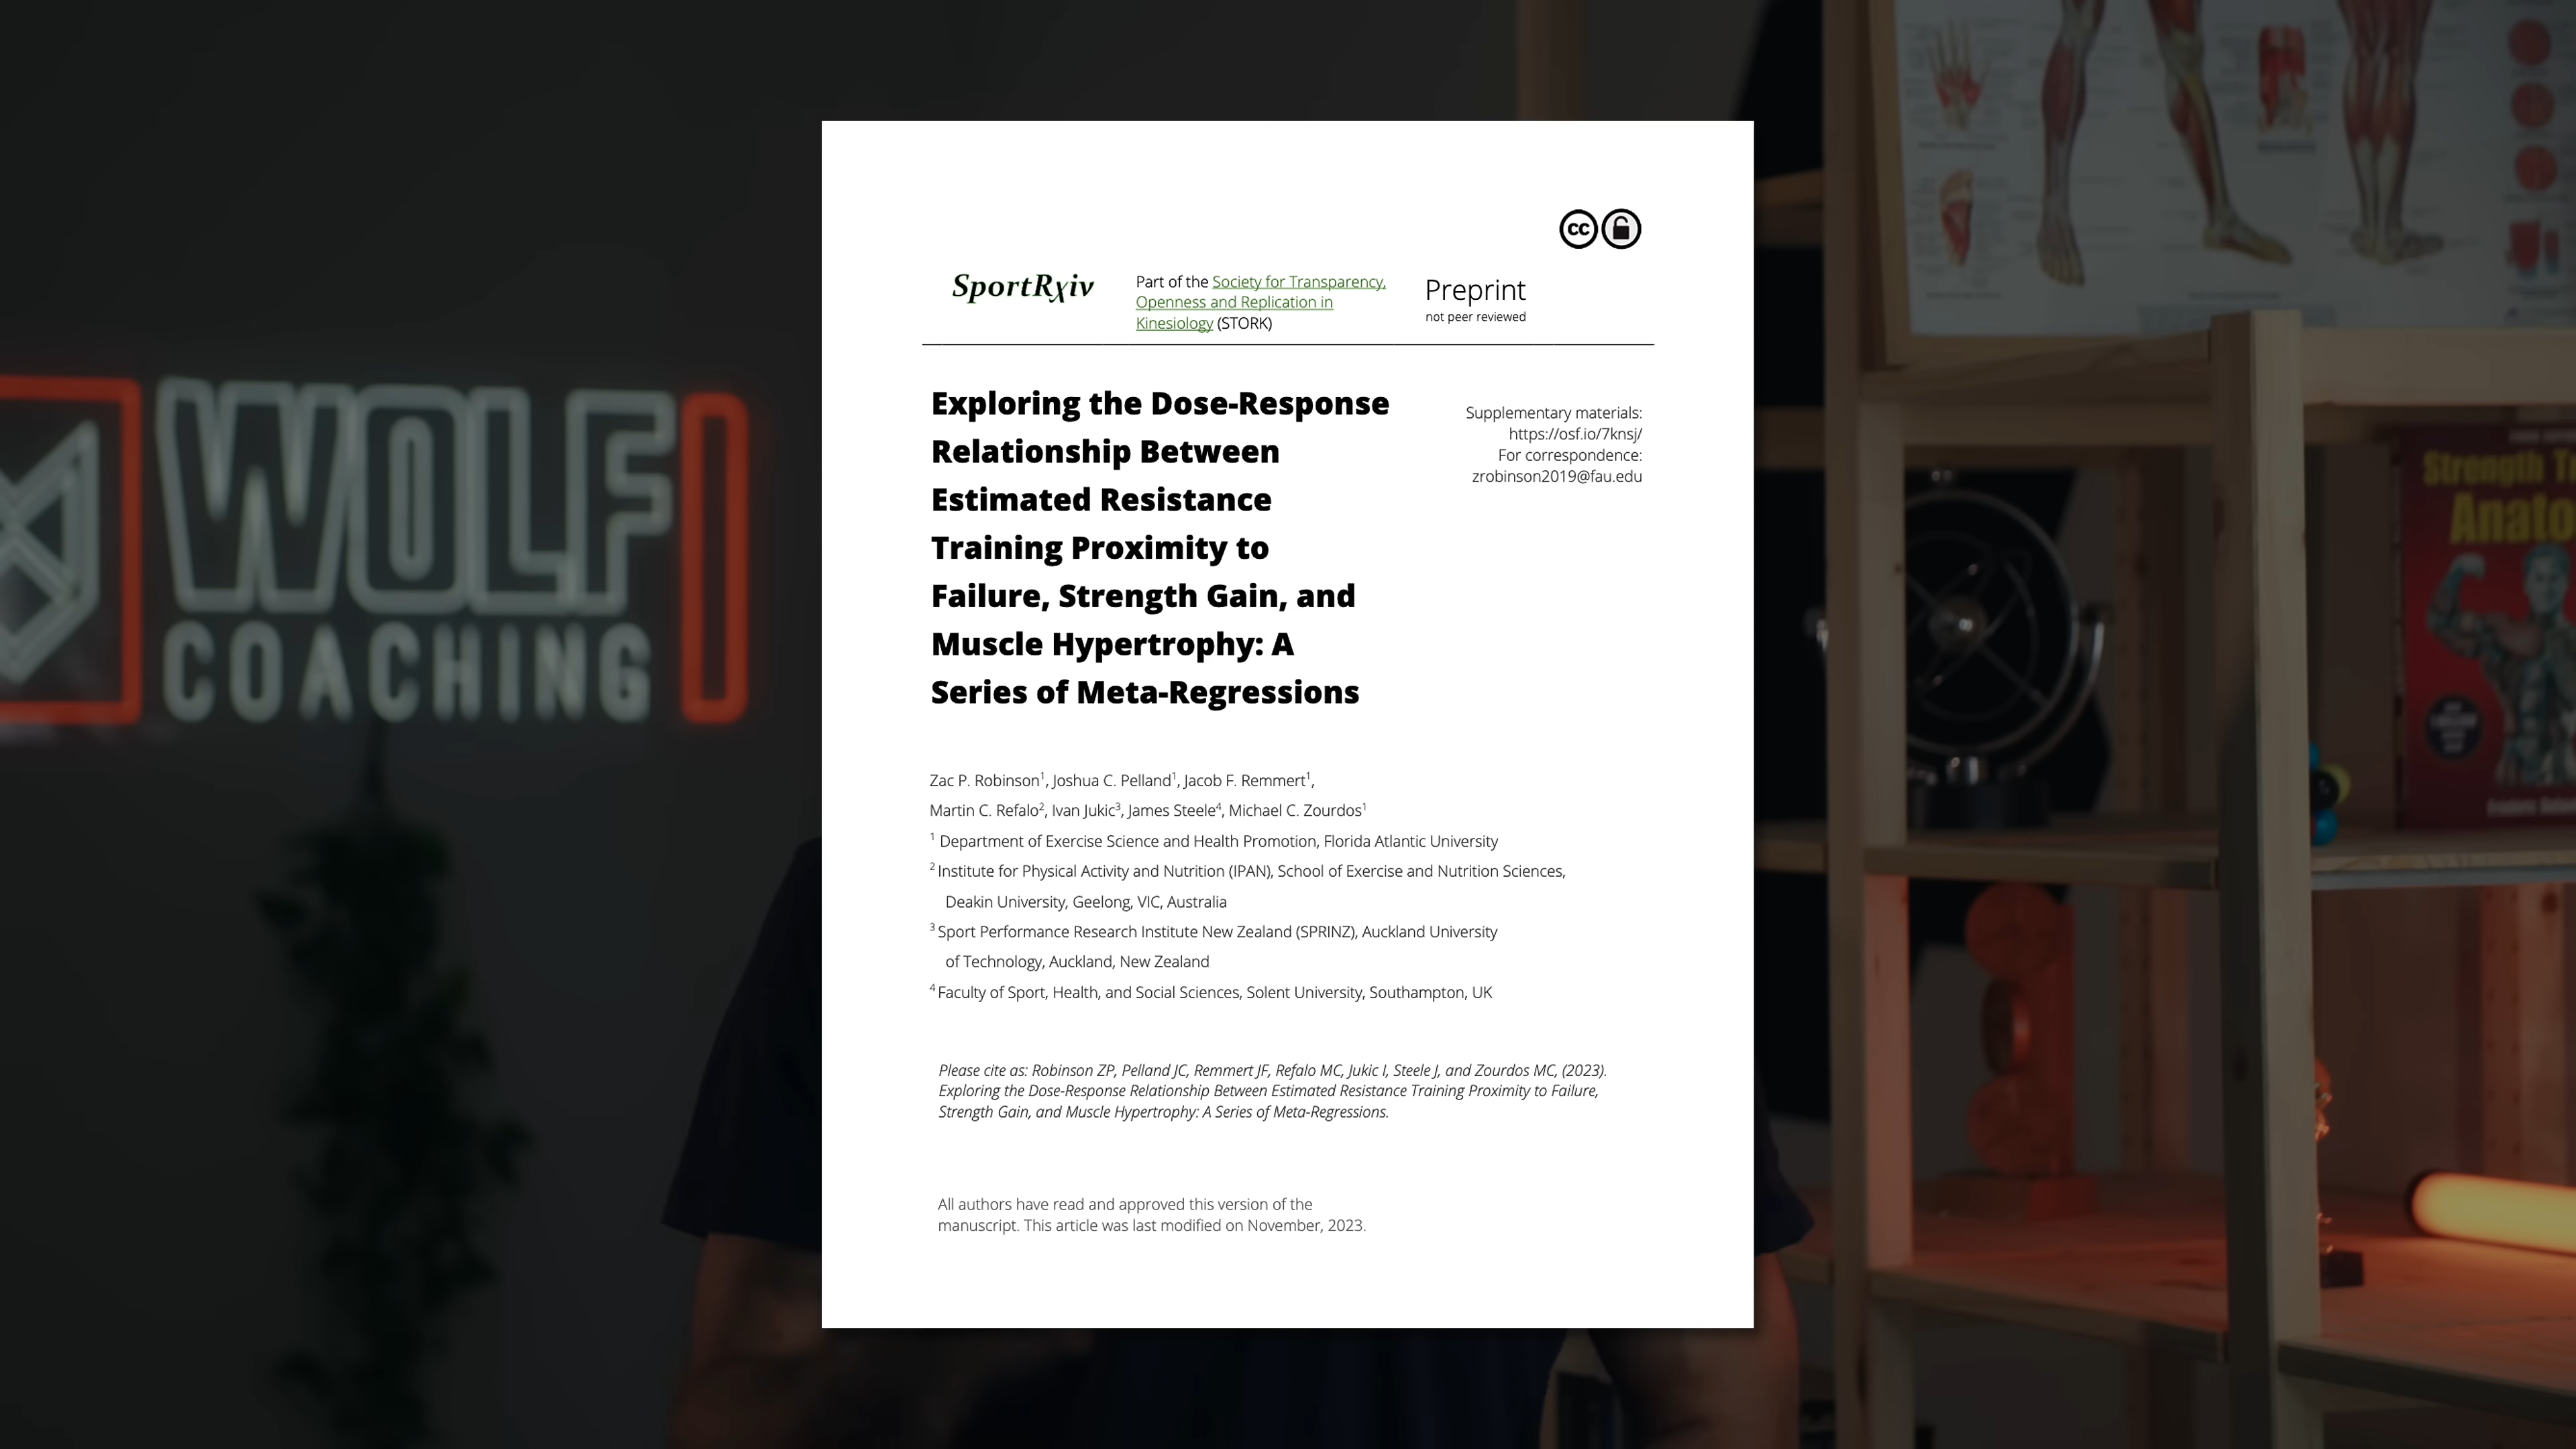 WOLF
COACHING
cc
SportRχiv
Part of the Society for Transparency,
Openness and Replication in
Kinesiology (STORK)
Preprint
not peer reviewed
Exploring the Dose-Response
Relationship Between
Estimated Resistance
Training Proximity to
Failure, Strength Gain, and
Muscle Hypertrophy: A
Series of Meta-Regressions
Supplementary materials:
https://osf.io/7knsj/
For correspondence:
zrobinson2019@fau.edu
Zac P. Robinson1, Joshua C. Pelland1, Jacob F. Remmert1,
Martin C. Refalo2, Ivan Jukic3, James Steele4, Michael C. Zourdos1
1 Department of Exercise Science and Health Promotion, Florida Atlantic University
2 Institute for Physical Activity and Nutrition (IPAN), School of Exercise and Nutrition Sciences,
Deakin University, Geelong, VIC, Australia
3 Sport Performance Research Institute New Zealand (SPRINZ), Auckland University
of Technology, Auckland, New Zealand
4 Faculty of Sport, Health, and Social Sciences, Solent University, Southampton, UK
Please cite as: Robinson ZP, Pelland JC, Remmert JF, Refalo MC, Jukic I, Steele J, and Zourdos MC, (2023).
Exploring the Dose-Response Relationship Between Estimated Resistance Training Proximity to Failure,
Strength Gain, and Muscle Hypertrophy: A Series of Meta-Regressions.
All authors have read and approved this version of the
manuscript. This article was last modified on November, 2023.
Strength Tr
Anato